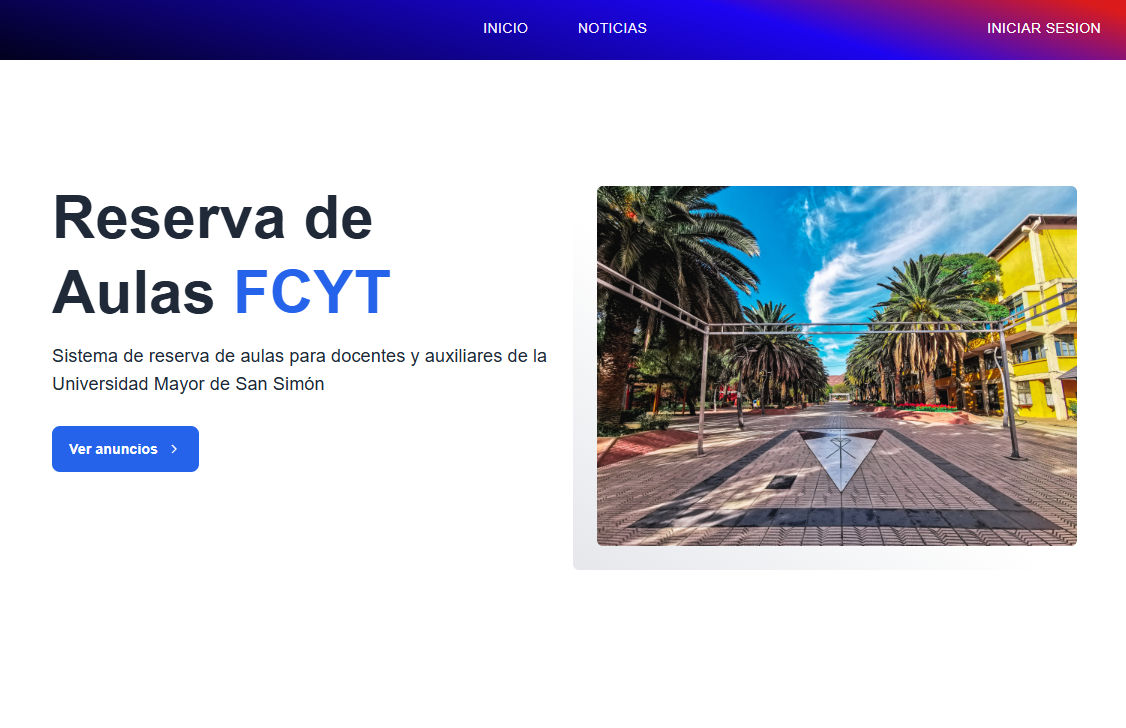 INICIO
NOTICIAS
INICIAR SESION
Reserva de
Aulas FCYT
Sistema de reserva de aulas para docentes y auxiliares de la
Universidad Mayor de San Simón
Ver anuncios